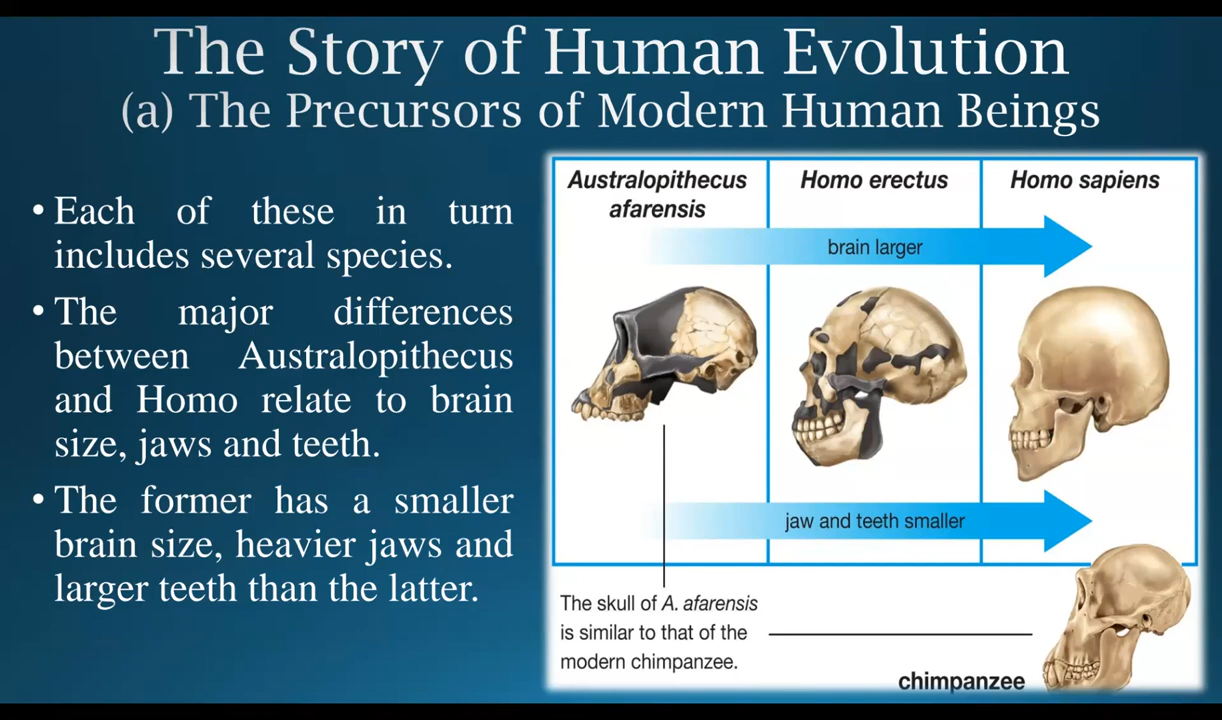 The Story of Human Evolution
(a) The Precursors of Modern Human Beings
• Each of these in turn
includes several species.
• The major differences
between Australopithecus
and Homo relate to brain
size, jaws and teeth.
• The former has a smaller
brain size, heavier jaws and
larger teeth than the latter.
Australopithecus
afarensis
Homo erectus
Homo sapiens
brain larger
jaw and teeth smaller
The skull of A. afarensis
is similar to that of the
modern chimpanzee.
chimpanzee